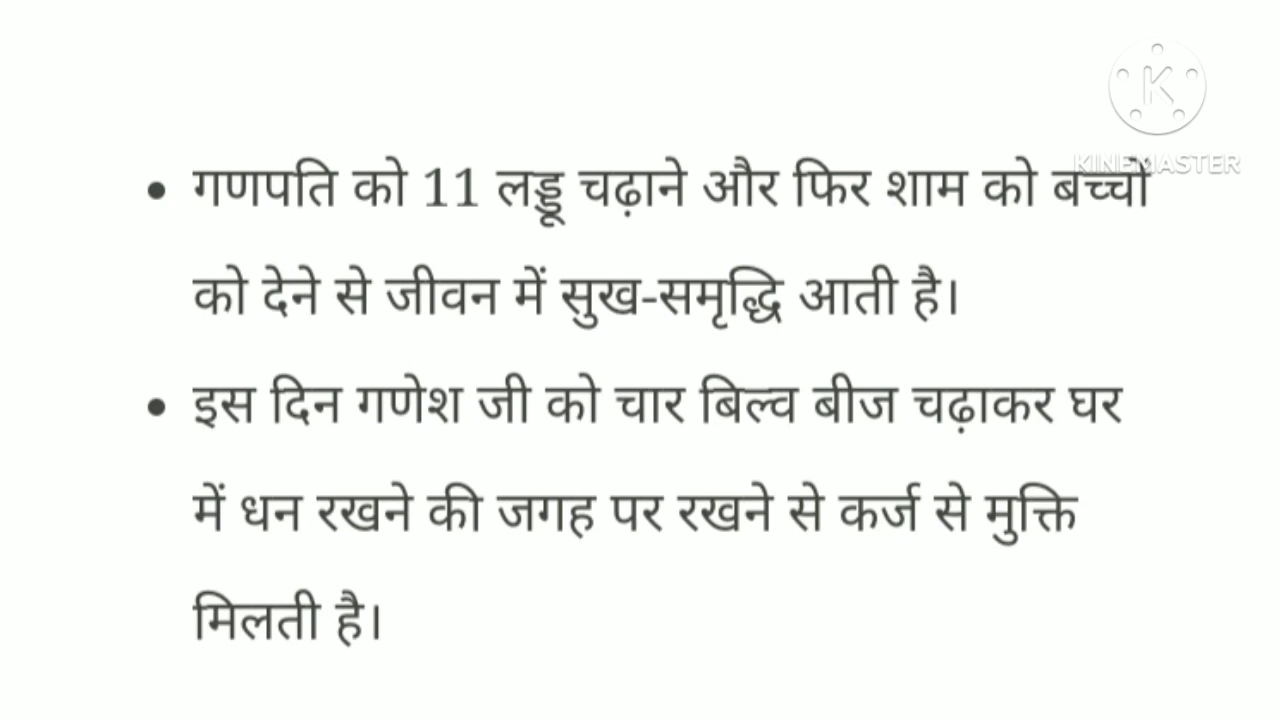 K
KINEMASTER
• गणपति को 11 लड्डू चढ़ाने और फिर शाम को बच्चों
को देने से जीवन में सुख-समृद्धि आती है।
• इस दिन गणेश जी को चार बिल्व बीज चढ़ाकर घर
में धन रखने की जगह पर रखने से कर्ज से मुक्ति
मिलती है।